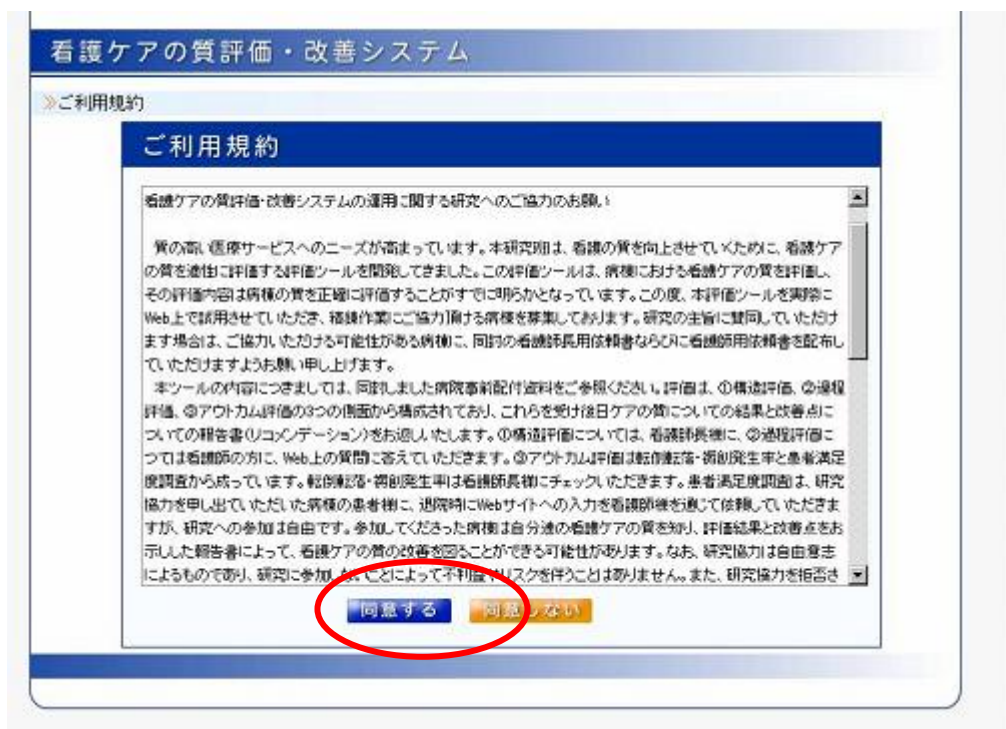 看護ケアの質評価・改善システム
≫ご利用規約
ご利用規約
看護ケアの質評価・改善システムの運用に関する研究へのご協力のお願い
質の高い医療サービスへのニーズが高まっています。本研究班は、看護の質を向上させていくために、看護ケア
の質を適性に評価する評価ツールを開発してきました。この評価ツールは、病棟における看護ケアの質を評価し、
その評価内容は病棟の質を正確に評価することがすでに明らかとなっています。この度、本評価ツールを実際に
Web上で試用させていただき、精錬作業にご協力頂ける病棟を募集しております。研究の主旨に賛同していただけ
ます場合は、ご協力いただける可能性がある病棟に、同封の看護師長用依頼書ならびに看護師用依頼書を配布し
ていただけますようお願い申し上げます。
本ツールの内容につきましては、同封しました病院事前配付資料をご参照ください。評価は、①構造評価、②過程
評価、③アウトカム評価の3つの側面から構成されており、これらを受け後日ケアの質についての結果と改善点に
ついての報告書(リコメンデーション)をお返しいたします。①構造評価については、看護師長様に、②過程評価に
つては看護師の方に、Web上の質問に答えていただきます。③アウトカム評価は転倒転落・褥創発生率と患者満足
度調査から成っています。転倒転落・褥創発生率は看護師長様にチェックいただきます。患者満足度調査は、研究
協力を申し出ていただいた病棟の患者様に、退院時にWebサイトへの入力を看護師様を通じて依頼していただきま
すが、研究への参加は自由です。参加してくださった病棟は自分達の看護ケアの質を知り、評価結果と改善点をお
示しした報告書によって、看護ケアの質の改善を図ることができる可能性があります。なお、研究協力は自由意志
によるものであり、研究に参加しないことによって不利益やリスクを伴うことはありません。また、研究協力を拒否さ
同意する 同意しない